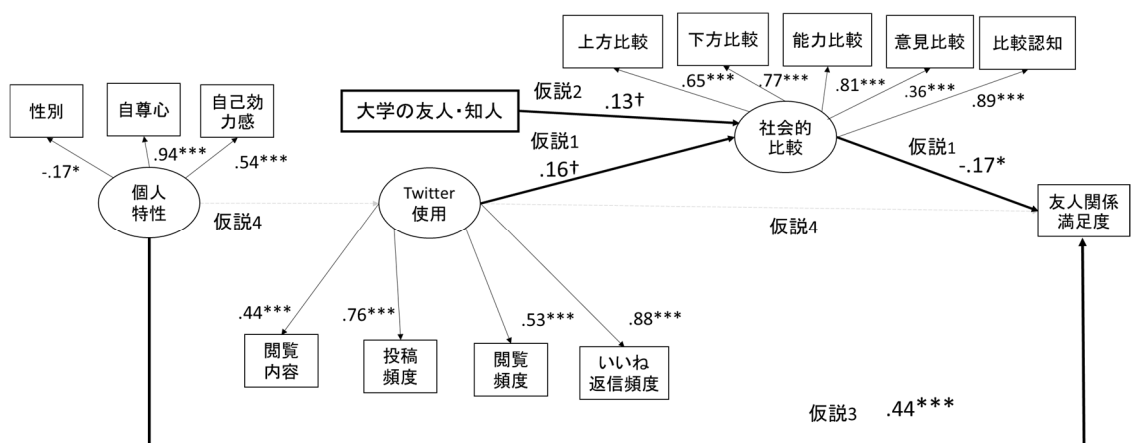 上方比較
下方比較
能力比較
意見比較
比較認知
.65***
.77***
.81***
.36***
.89***
仮説2
.13†
大学の友人・知人
性別
自尊心
自己効
力感
-.17*
.94***
.54***
社会的
比較
仮説1
.16†
仮説1
-.17*
個人
特性
Twitter
使用
友人関係
満足度
仮説4
仮説4
.44***
.76***
.53***
.88***
閲覧
内容
投稿
頻度
閲覧
頻度
いいね
返信頻度
仮説3
.44***